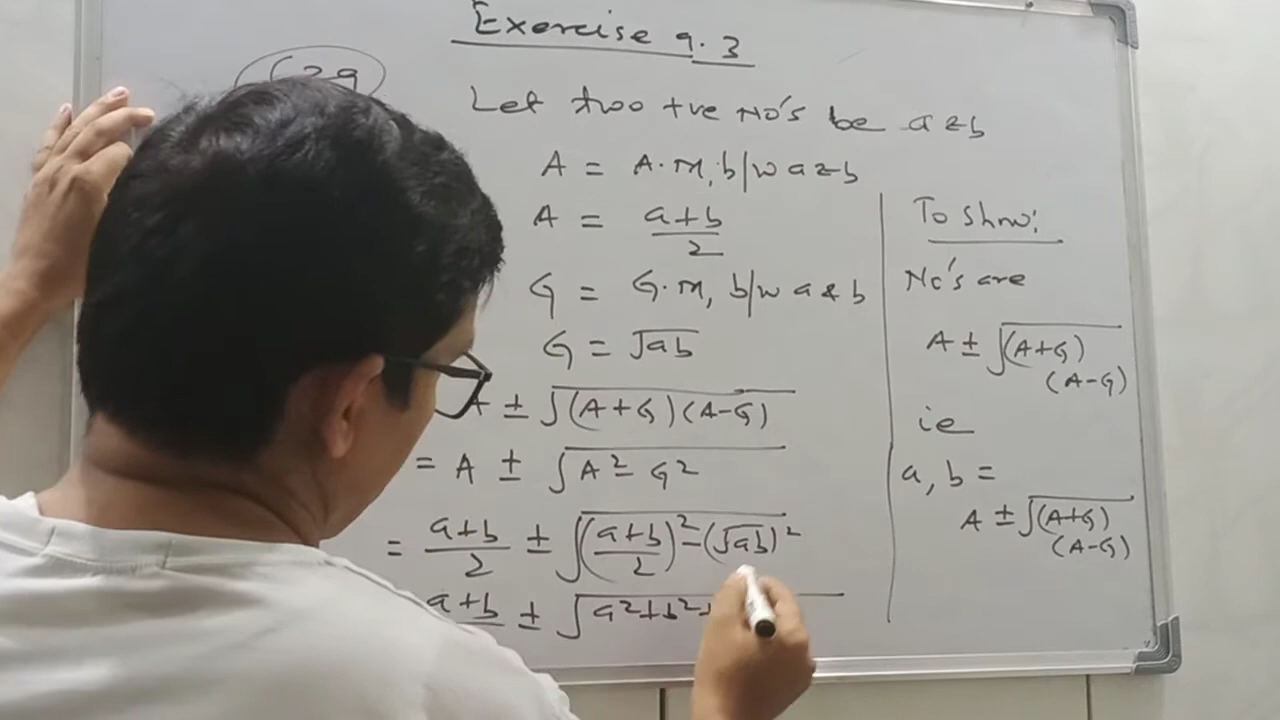 Exercise 9.3
Q29
Let two +ve No's be a & b
A = A.M, b/w a & b
A = a+b/2
G = G.M, b/w a & b
G = √ab
A ± √(A+G)(A-G)
= A ± √A² - G²
= a+b/2 ± √(a+b/2)² - (√ab)²
a+b ± √a²+b²+
To show:
No's are
A ± √(A+G)
(A-G)
ie
a, b =
A ± √(A+G)
(A-G)